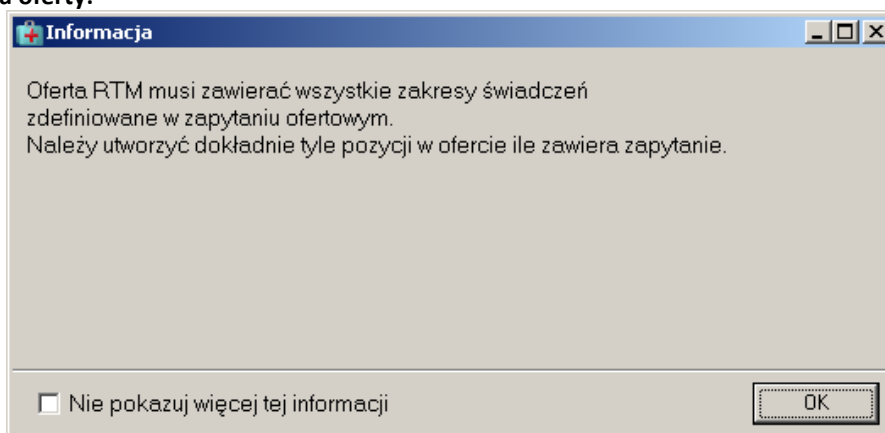 oferty:
Informacja
Oferta RTM musi zawierać wszystkie zakresy świadczeń
zdefiniowane w zapytaniu ofertowym.
Należy utworzyć dokładnie tyle pozycji w ofercie ile zawiera zapytanie.
Nie pokazuj więcej tej informacji
OK